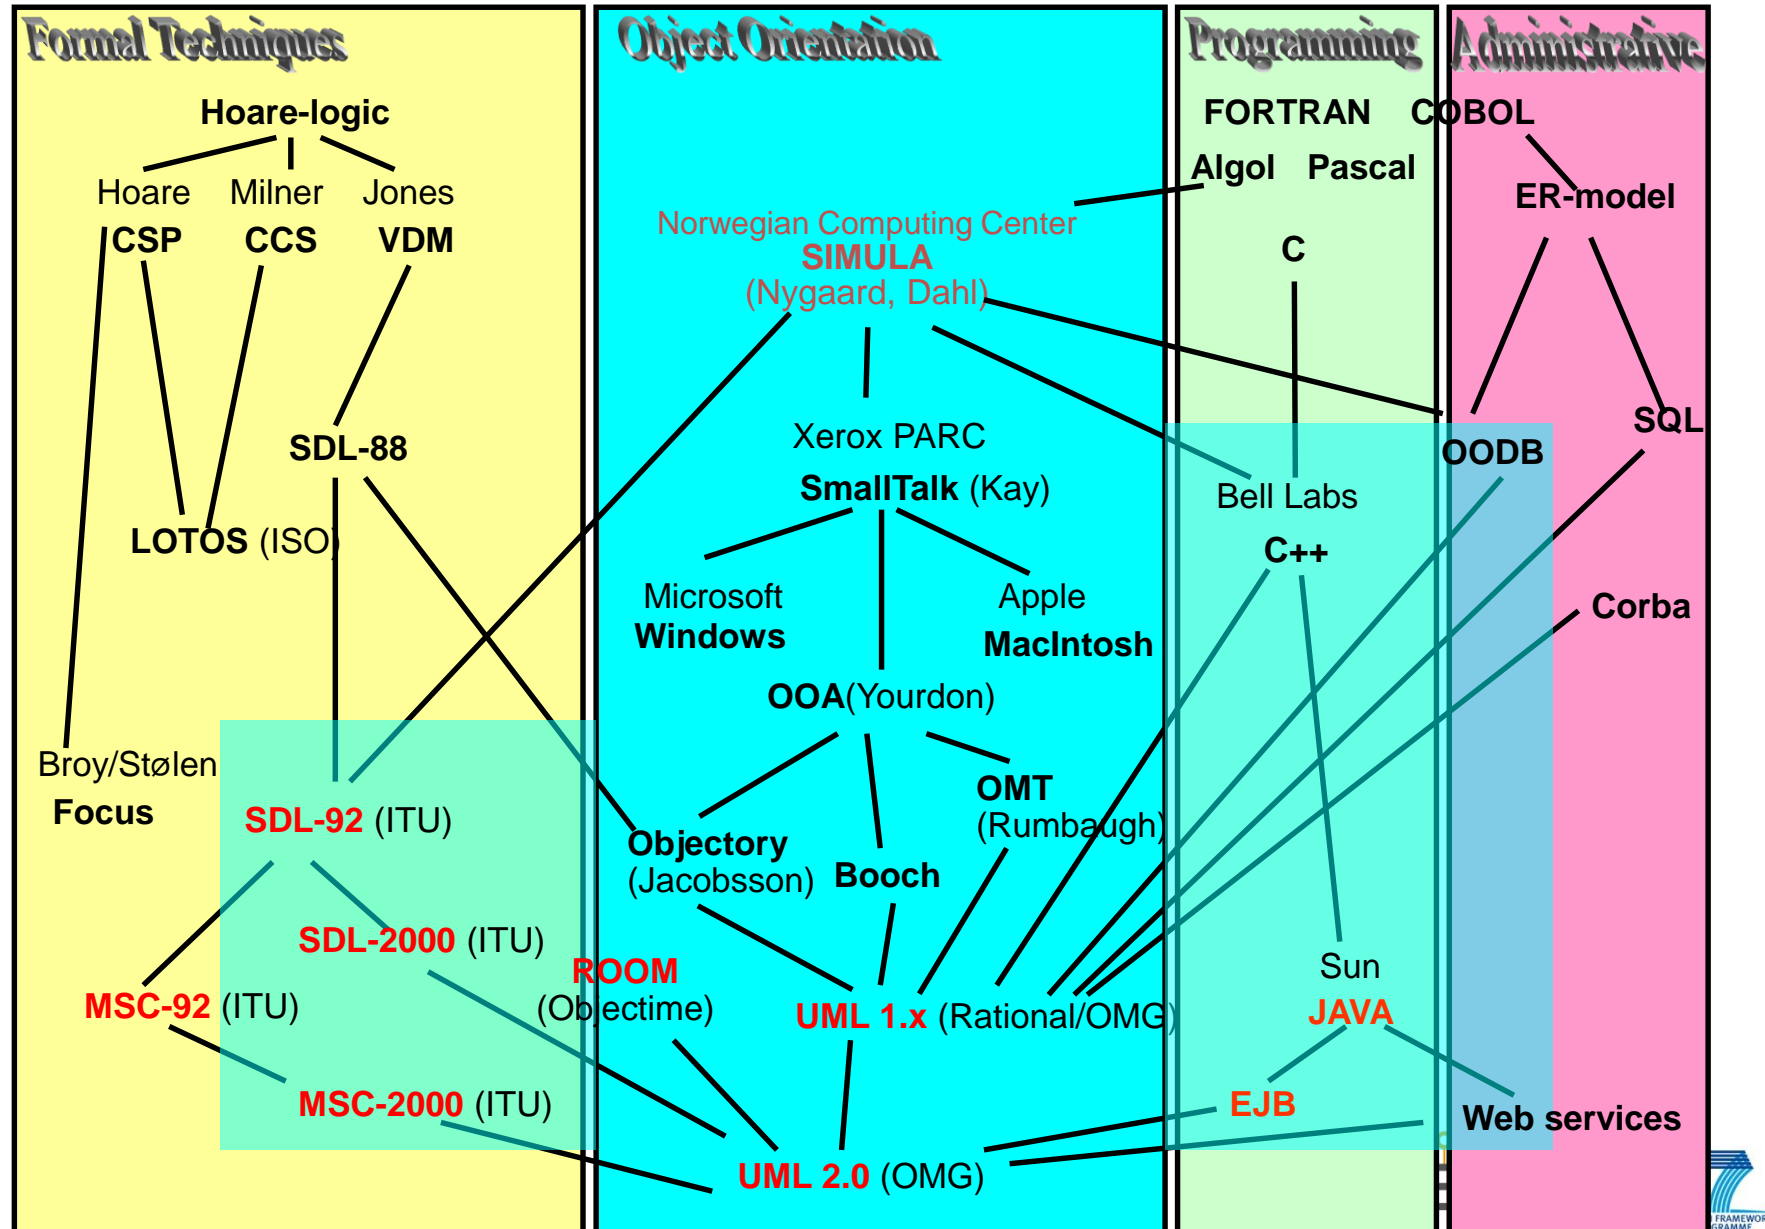 Formal Techniques
Object Orientation
Programming
Administrative
Hoare-logic
FORTRAN
COBOL
Hoare
Milner
Jones
CSP
CCS
VDM
Algol
Pascal
ER-model
Norwegian Computing Center
SIMULA
(Nygaard, Dahl)
C
SDL-88
Xerox PARC
SmallTalk (Kay)
SQL
OODB
Bell Labs
C++
LOTOS (ISO)
Microsoft
Windows
Apple
MacIntosh
Corba
OOA(Yourdon)
Broy/Stølen
Focus
SDL-92 (ITU)
OMT
(Rumbaugh)
Objectory
(Jacobsson)
Booch
SDL-2000 (ITU)
ROOM
(Objectime)
MSC-92 (ITU)
UML 1.x (Rational/OMG)
Sun
JAVA
MSC-2000 (ITU)
EJB
Web services
UML 2.0 (OMG)
FRAMEWOR